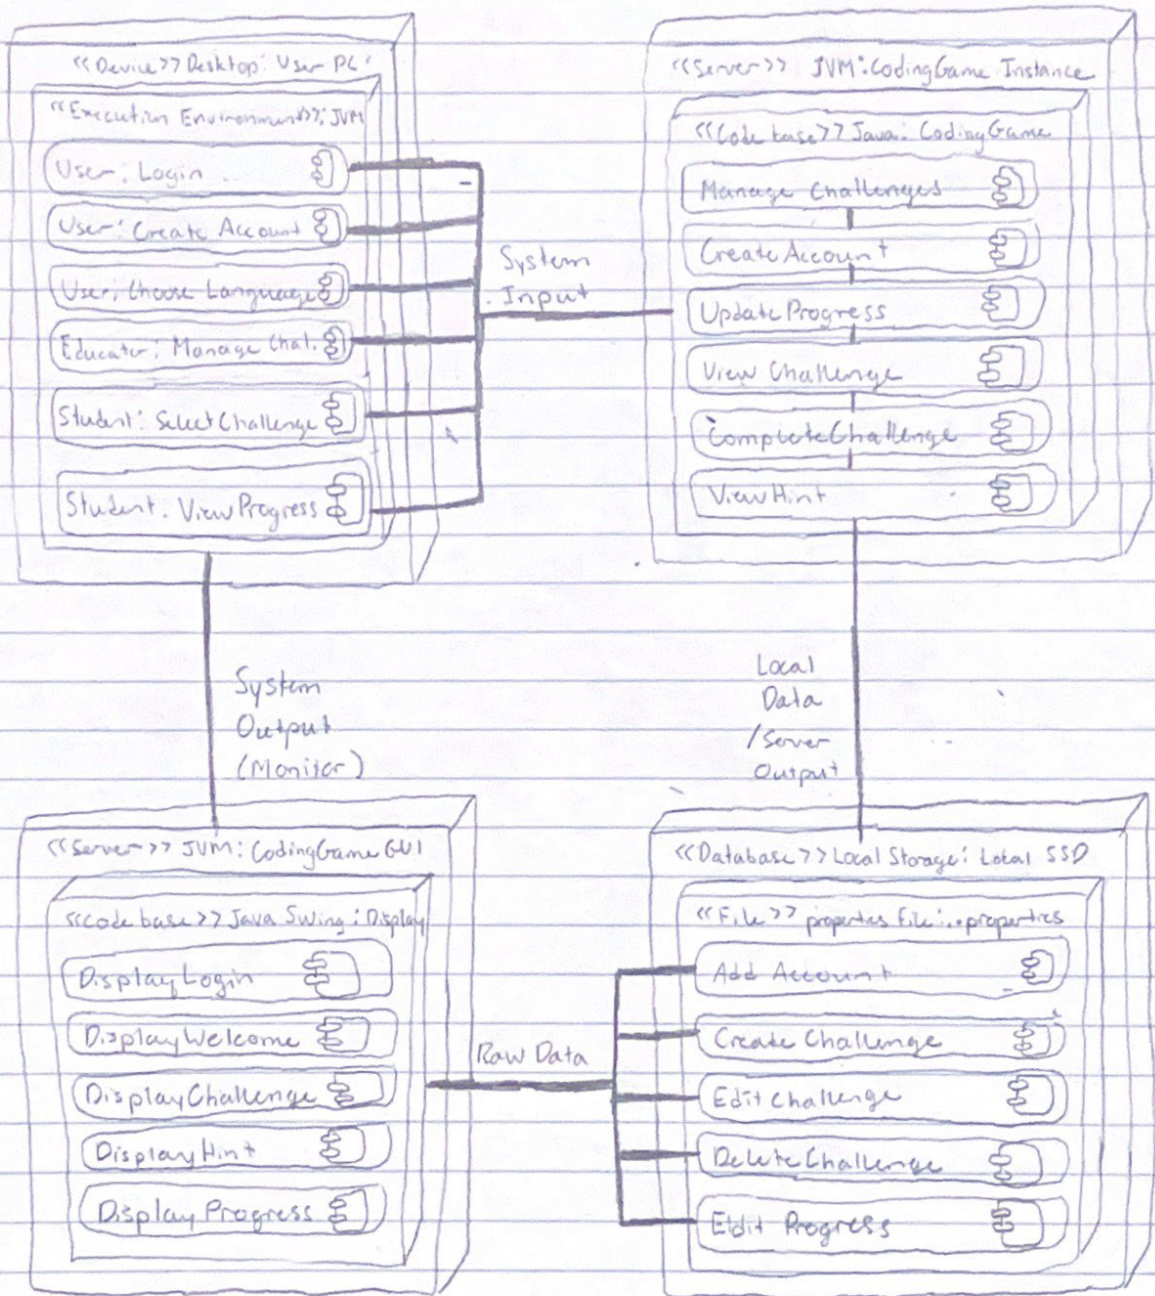 <<Device>> Desktop: User PC
<<Execution Environment>>: JVM
User: Login
User: Create Account
User: Choose Language
Educator: Manage Chal.
Student: Select Challenge
Student: View Progress
System
Input
<<Server>> JVM: CodingGame Instance
<<Code base>> Java: CodingGame
Manage Challenges
Create Account
Update Progress
View Challenge
Complete Challenge
View Hint
System
Output
(Monitor)
Local
Data
/Server
Output
<<Server>> JVM: CodingGame GUI
<<code base>> Java Swing: Display
Display Login
Display Welcome
Display Challenge
Display Hint
Display Progress
Raw Data
<<Database>> Local Storage: Local SSD
<<File>> properties file: .properties
Add Account
Create Challenge
Edit Challenge
Delete Challenge
Edit Progress